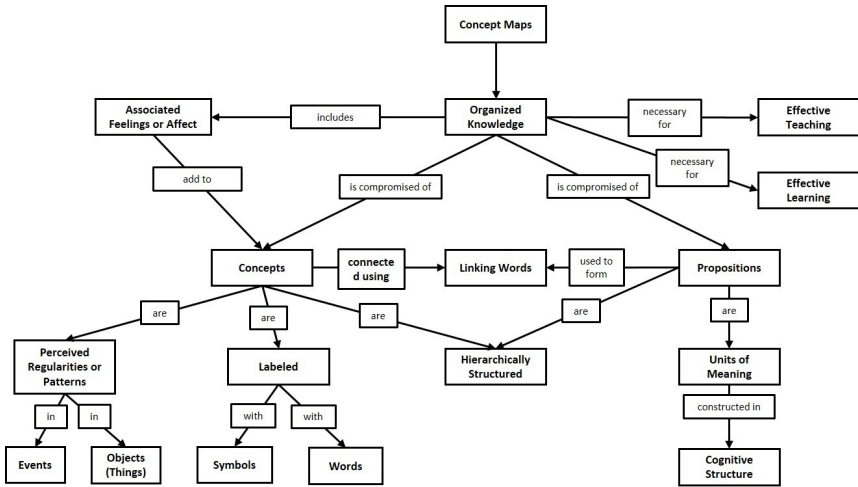 Concept Maps
Associated
Feelings or Affect
includes
Organized
Knowledge
necessary
for
Effective
Teaching
necessary
for
Effective
Learning
add to
is compromised of
is compromised of
Concepts
connecte
d using
Linking Words
used to
form
Propositions
are
are
are
are
are
Perceived
Regularities or
Patterns
Labeled
Hierarchically
Structured
Units of
Meaning
in
in
with
with
constructed in
Events
Objects
(Things)
Symbols
Words
Cognitive
Structure